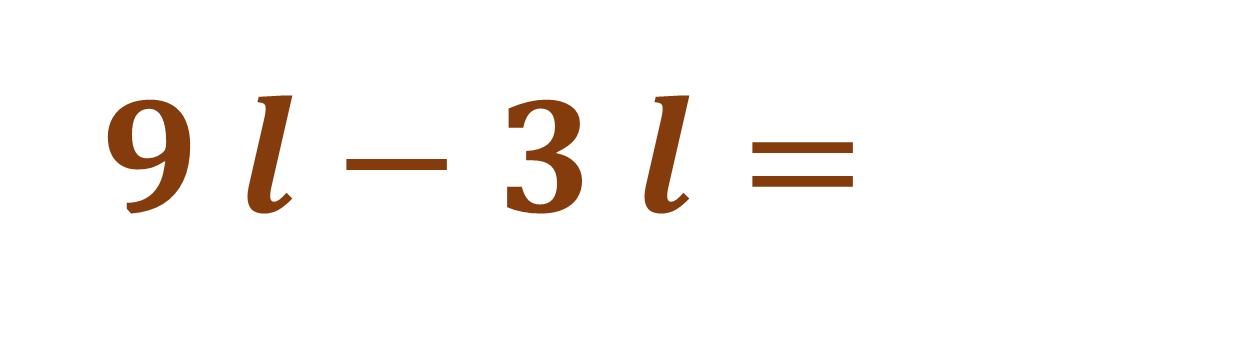 9 l – 3 l =